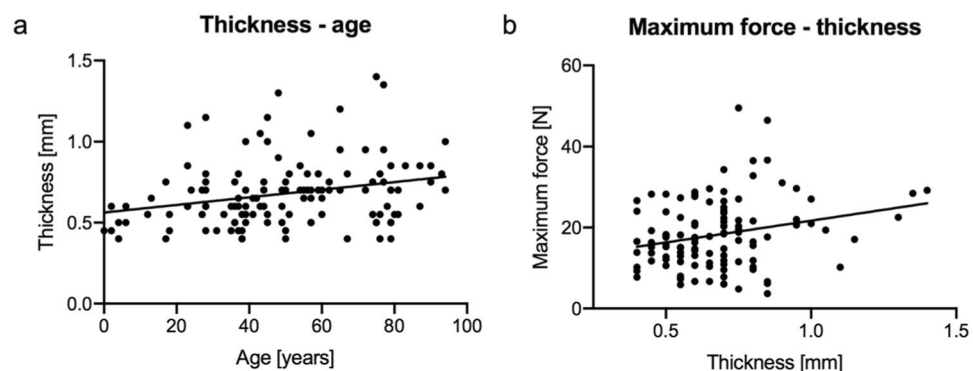 a
Thickness - age
Thickness [mm]
1.5
1.0
0.5
0.0
0
20
40
60
80
100
Age [years]
b
Maximum force - thickness
Maximum force [N]
60
40
20
0
0.5
1.0
1.5
Thickness [mm]